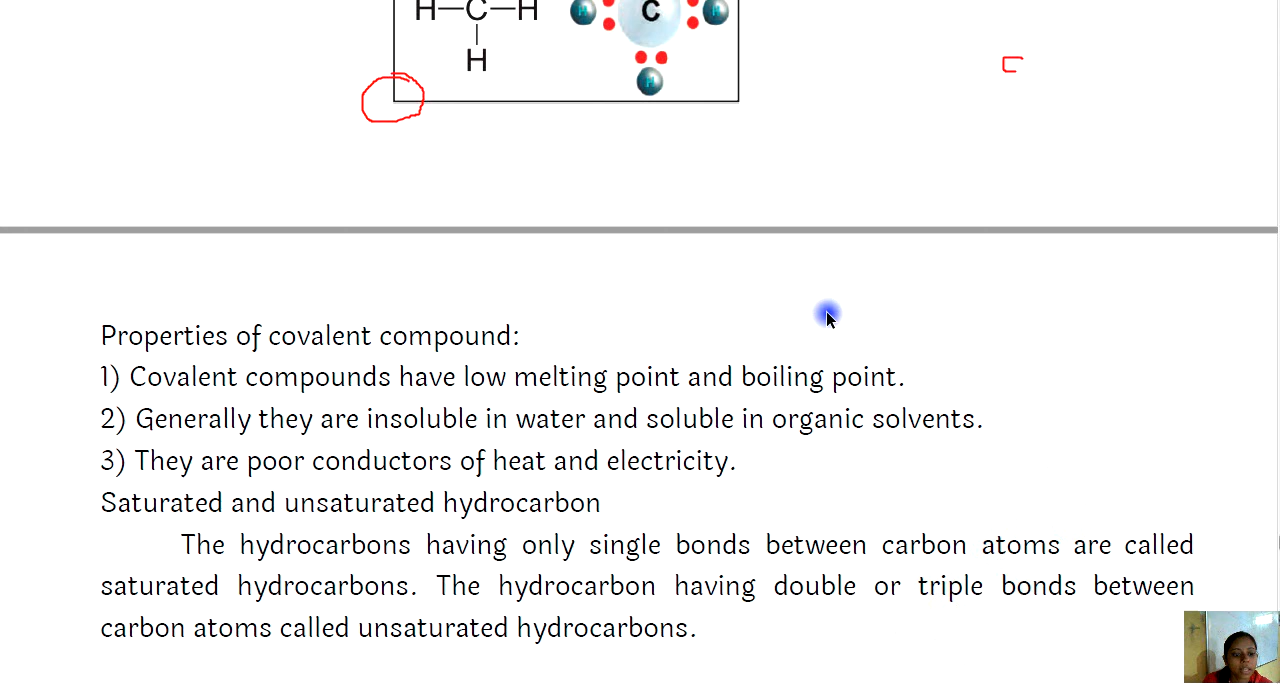 H—C—H H C H
H H
Properties of covalent compound:
1) Covalent compounds have low melting point and boiling point.
2) Generally they are insoluble in water and soluble in organic solvents.
3) They are poor conductors of heat and electricity.
Saturated and unsaturated hydrocarbon
The hydrocarbons having only single bonds between carbon atoms are called
saturated hydrocarbons. The hydrocarbon having double or triple bonds between
carbon atoms called unsaturated hydrocarbons.